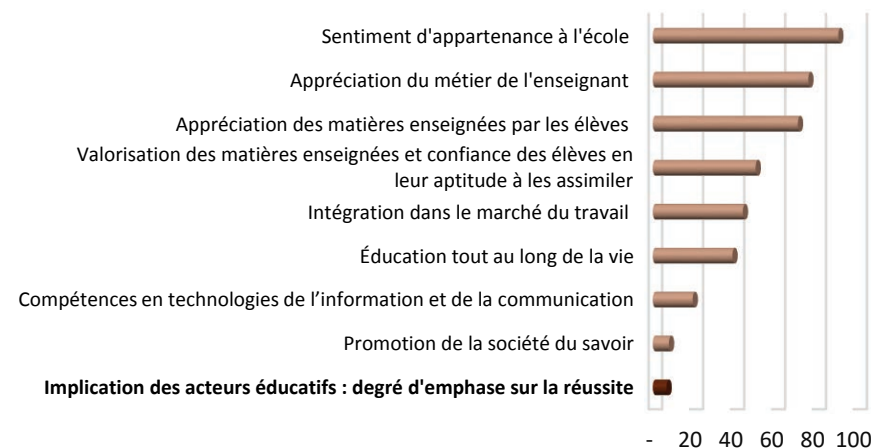 Sentiment d'appartenance à l'école
Appréciation du métier de l'enseignant
Appréciation des matières enseignées par les élèves
Valorisation des matières enseignées et confiance des élèves en
leur aptitude à les assimiler
Intégration dans le marché du travail
Éducation tout au long de la vie
Compétences en technologies de l’information et de la communication
Promotion de la société du savoir
Implication des acteurs éducatifs : degré d'emphase sur la réussite
- 20 40 60 80 100